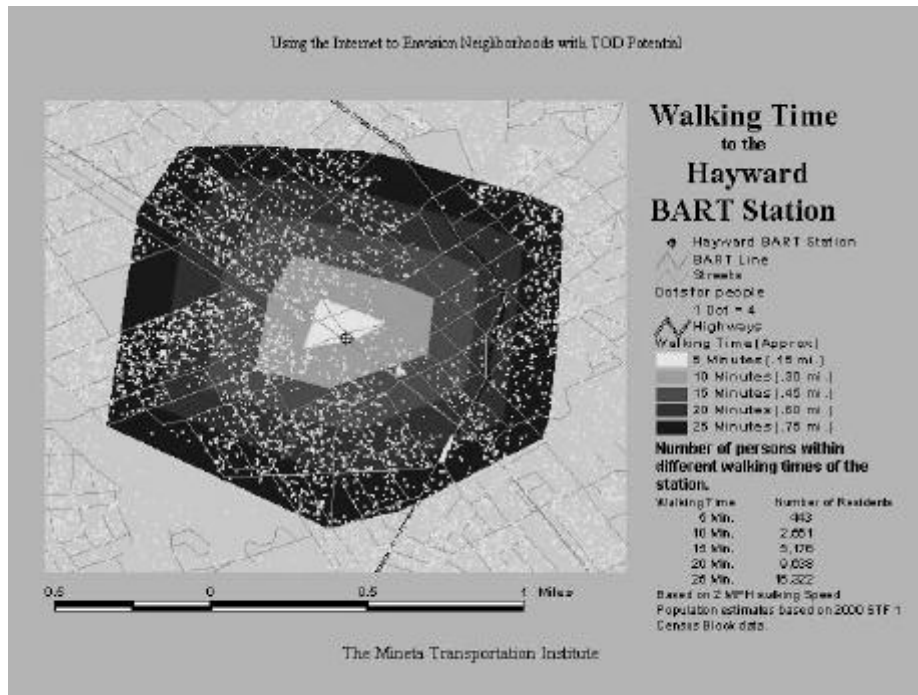 Using the Internet to Envision Neighborhoods with TOD Potential
Walking Time
to the
Hayward
BART Station
Hayward BART Station
BART Line
Streets
Dots for people
1 Dot = 4
Highways
Walking Time (Approx)
5 Minutes (.15 mi.)
10 Minutes (.30 mi.)
15 Minutes (.45 mi.)
20 Minutes (.60 mi.)
25 Minutes (.75 mi.)
Number of persons within
different walking times of the
station.
Walking Time Number of Residents
5 Min. 443
10 Min.
15 Min.
20 Min.
25 Min.
Based on 2 MPH walking Speed
Population estimates based on 2000 STF 1
Census Block data.
0.5 0 0.5 1 Miles
The Mineta Transportation Institute